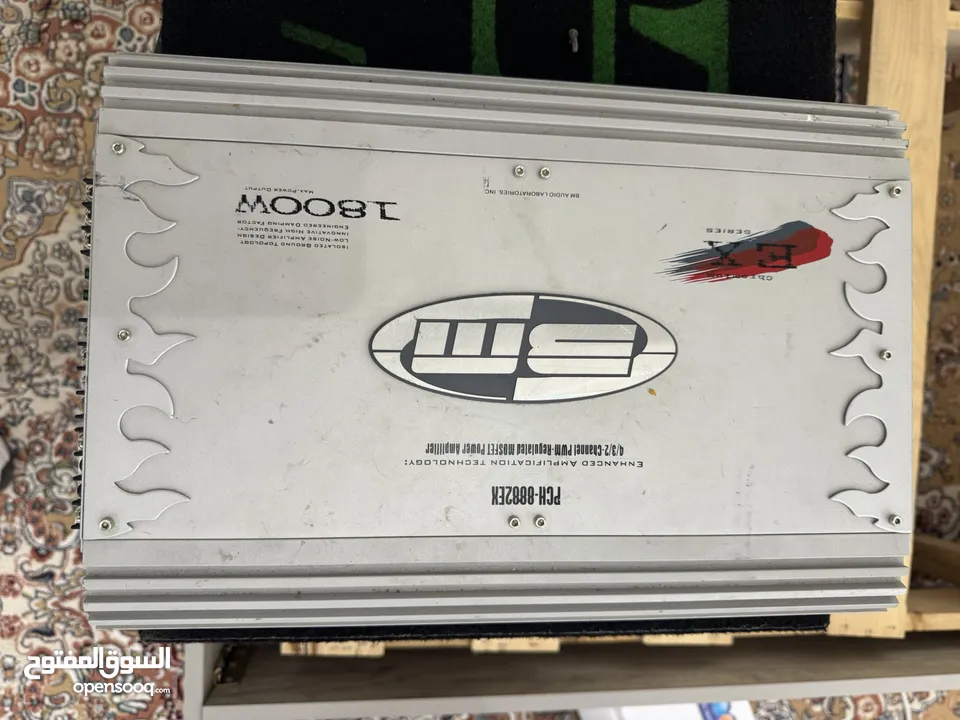 PCH-8882EX
ENHANCED AMPLIFICATION TECHNOLOGY:
4/3/2-Channel PWM-Regulated MOSFET Power Amplifier
BM
EX
SERIES
ISOLATED GROUND TOPOLOGY
LOW-NOISE AMPLIFIER DESIGN
INNOVATIVE HIGH FREQUENCY-
ENGINEERED DAMPING FACTOR
1800W
MAX. POWER OUTPUT
BM AUDIO LABORATORIES, INC.
السوق المفتوح
opensooq.com